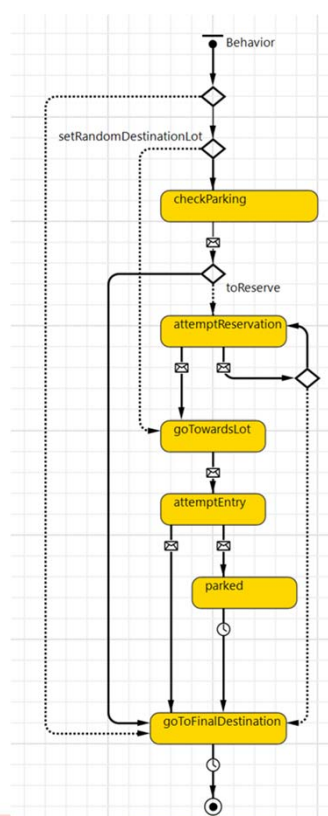 Behavior
setRandomDestinationLot
checkParking
toReserve
attemptReservation
goTowardsLot
attemptEntry
parked
goToFinalDestination